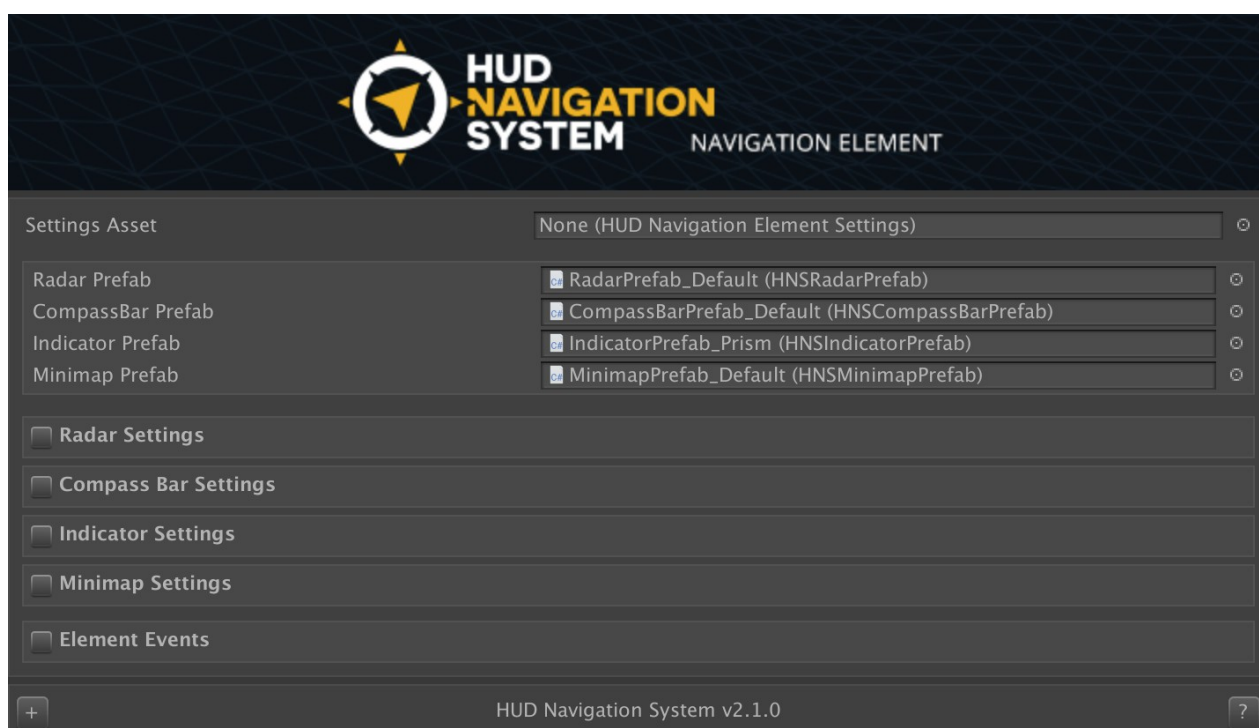 HUD
NAVIGATION
SYSTEM
NAVIGATION ELEMENT
Settings Asset None (HUD Navigation Element Settings)
Radar Prefab RadarPrefab_Default (HNSRadarPrefab)
CompassBar Prefab CompassBarPrefab_Default (HNSCompassBarPrefab)
Indicator Prefab IndicatorPrefab_Prism (HNSIndicatorPrefab)
Minimap Prefab MinimapPrefab_Default (HNSMinimapPrefab)
Radar Settings
Compass Bar Settings
Indicator Settings
Minimap Settings
Element Events
+ HUD Navigation System v2.1.0 ?